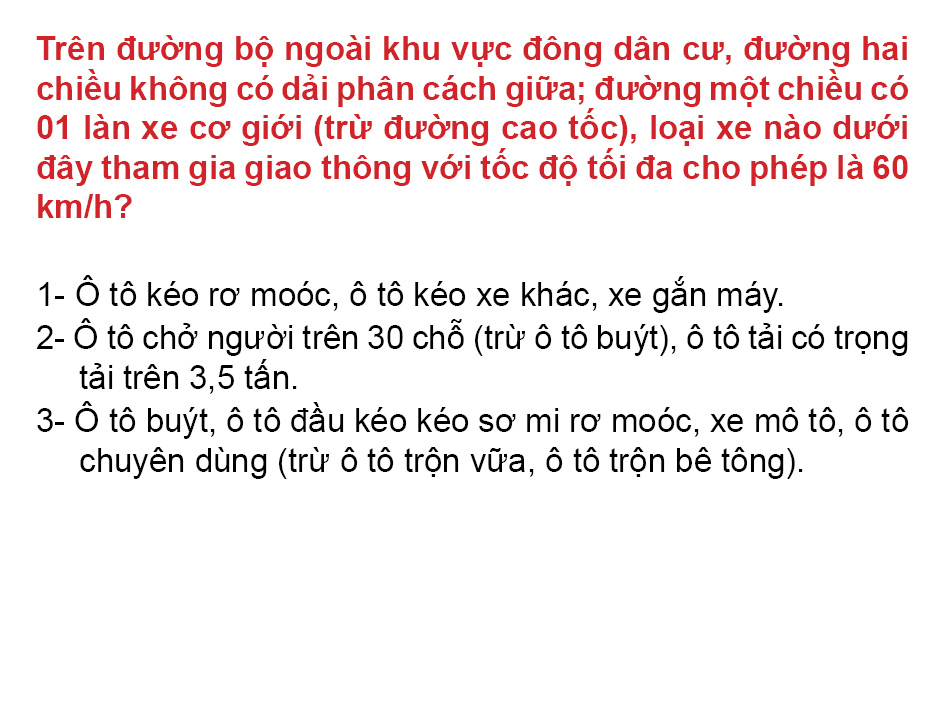 Trên đường bộ ngoài khu vực đông dân cư, đường hai
chiều không có dải phân cách giữa; đường một chiều có
01 làn xe cơ giới (trừ đường cao tốc), loại xe nào dưới
đây tham gia giao thông với tốc độ tối đa cho phép là 60
km/h?
1- Ô tô kéo rơ moóc, ô tô kéo xe khác, xe gắn máy.
2- Ô tô chở người trên 30 chỗ (trừ ô tô buýt), ô tô tải có trọng
tải trên 3,5 tấn.
3- Ô tô buýt, ô tô đầu kéo kéo sơ mi rơ moóc, xe mô tô, ô tô
chuyên dùng (trừ ô tô trộn vữa, ô tô trộn bê tông).